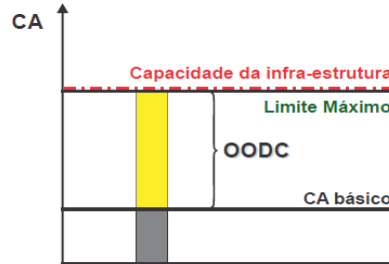 CA
Capacidade da infra-estrutura
Limite Máximo
OODC
CA básico